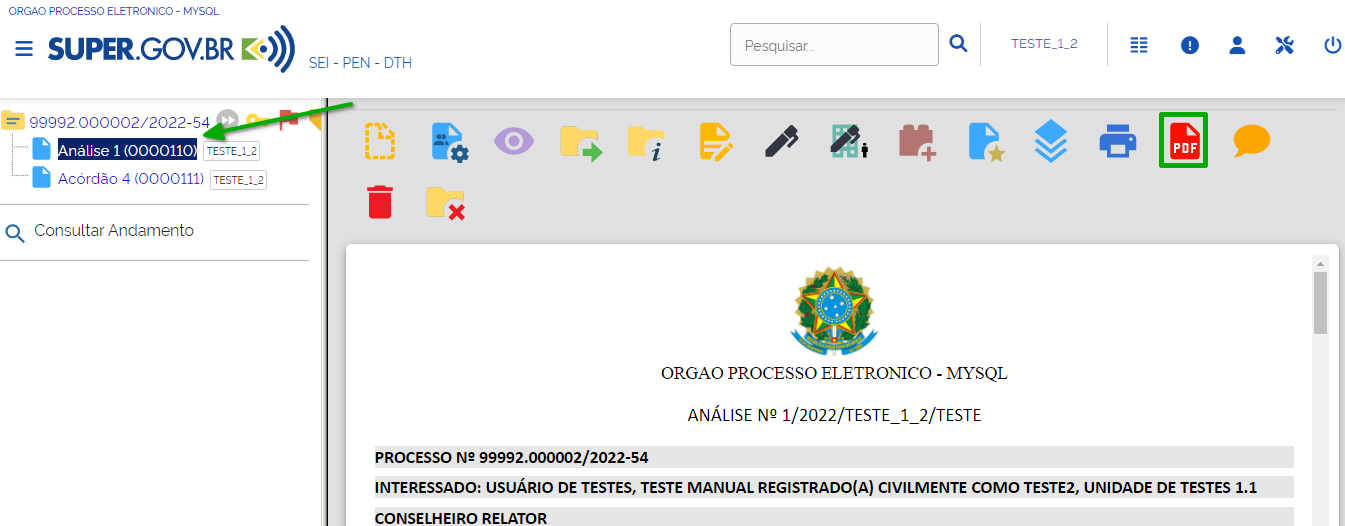 ORGAO PROCESSO ELETRONICO - MYSQL
SUPER.GOV.BR
SEI - PEN - DTH
Pesquisar...
TESTE_1_2
99992.000002/2022-54
Análise 1 (0000110) TESTE_1_2
Acórdão 4 (0000111) TESTE_1_2
Consultar Andamento
PDF
ORGAO PROCESSO ELETRONICO - MYSQL
ANÁLISE Nº 1/2022/TESTE_1_2/TESTE
PROCESSO Nº 99992.000002/2022-54
INTERESSADO: USUÁRIO DE TESTES, TESTE MANUAL REGISTRADO(A) CIVILMENTE COMO TESTE2, UNIDADE DE TESTES 1.1
CONSELHEIRO RELATOR